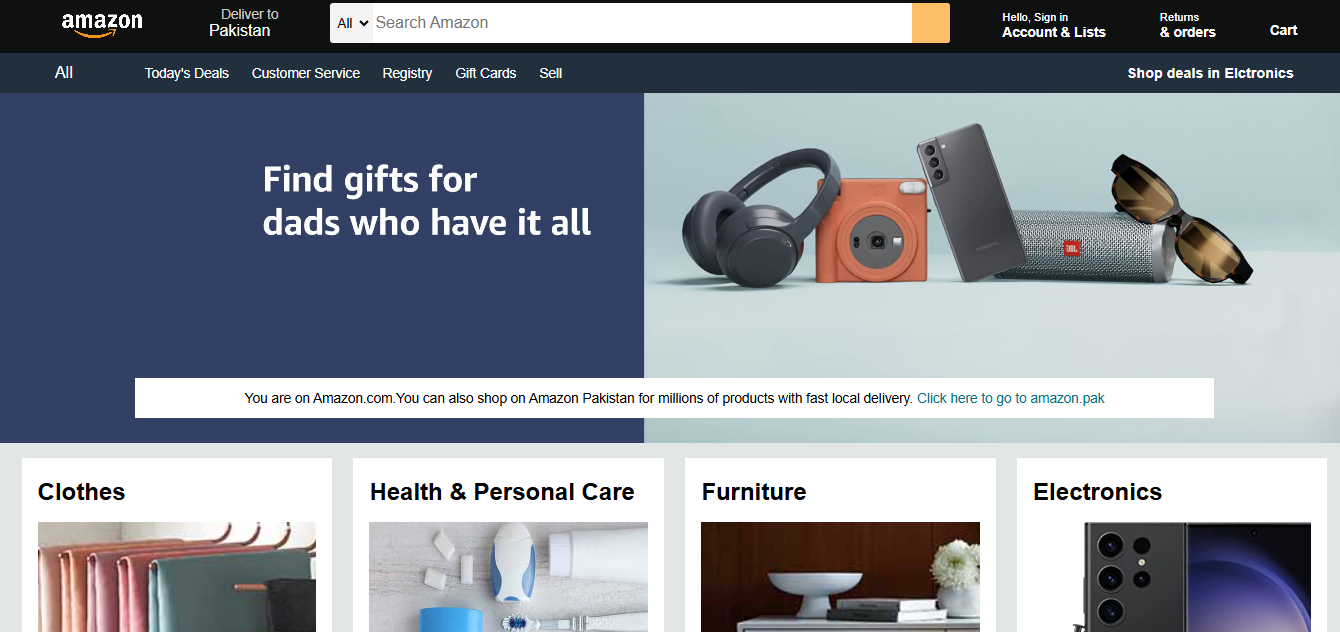 amazon
Deliver to
Pakistan
All
Search Amazon
Hello, Sign in
Account & Lists
Returns
& orders
Cart
All
Today's Deals
Customer Service
Registry
Gift Cards
Sell
Shop deals in Elctronics
Find gifts for
dads who have it all
SAMSUNG
JBL
You are on Amazon.com.You can also shop on Amazon Pakistan for millions of products with fast local delivery. Click here to go to amazon.pak
Clothes
Health & Personal Care
Furniture
Electronics